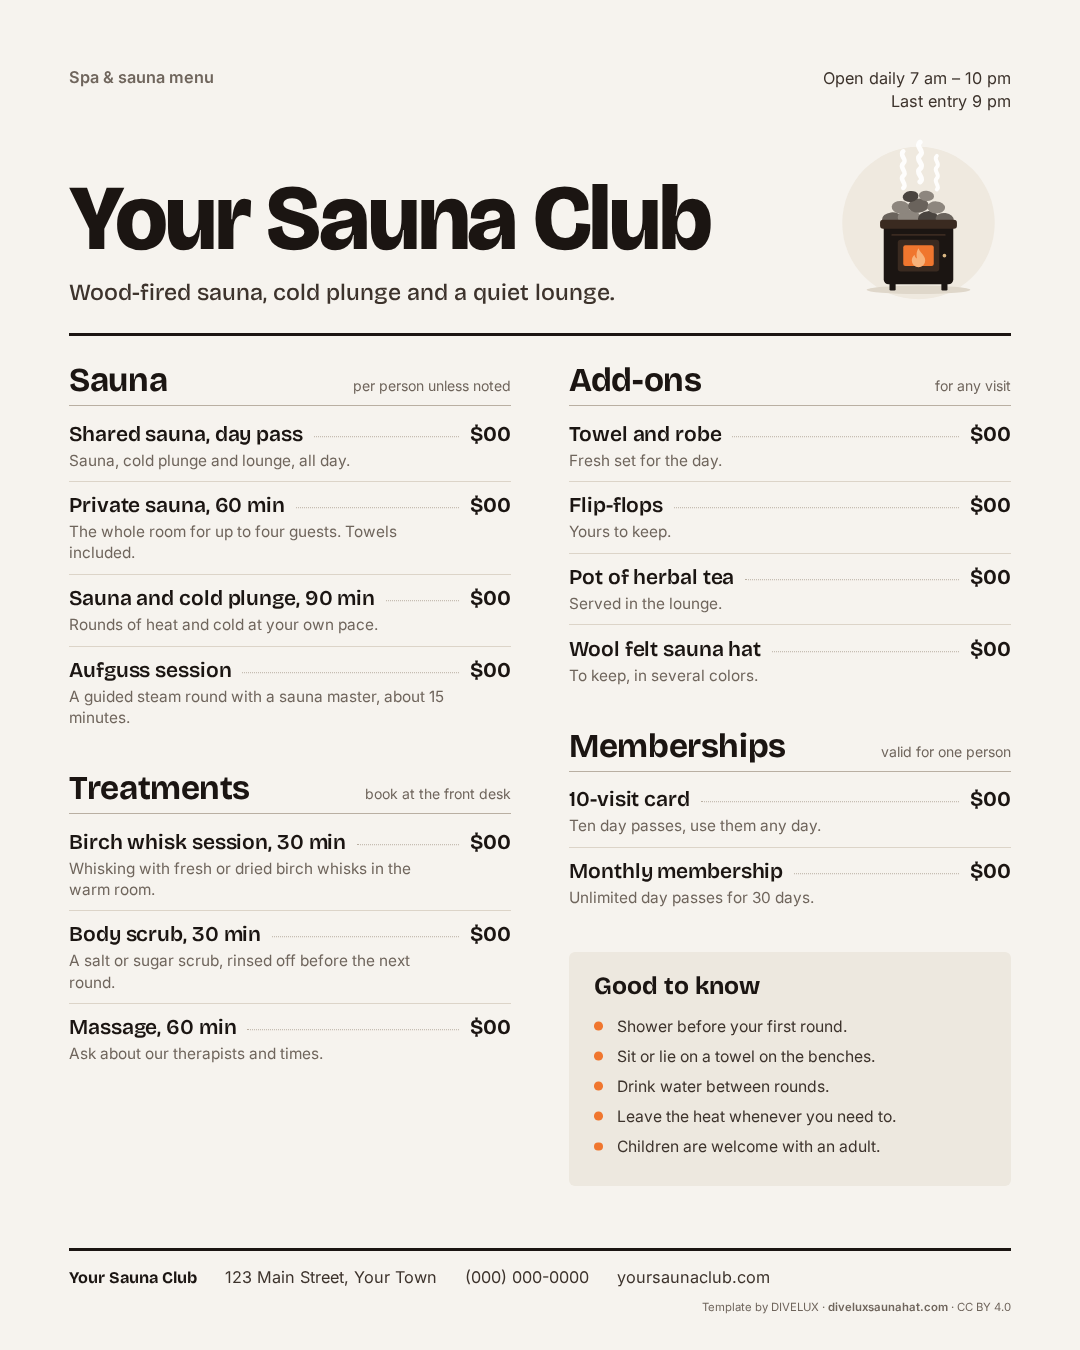 Spa & sauna menu
Open daily 7 am – 10 pm
Last entry 9 pm
Your Sauna Club
Wood-fired sauna, cold plunge and a quiet lounge.
Sauna
per person unless noted
Shared sauna, day pass $00
Sauna, cold plunge and lounge, all day.
Private sauna, 60 min $00
The whole room for up to four guests. Towels
included.
Sauna and cold plunge, 90 min $00
Rounds of heat and cold at your own pace.
Aufguss session $00
A guided steam round with a sauna master, about 15
minutes.
Treatments
book at the front desk
Birch whisk session, 30 min $00
Whisking with fresh or dried birch whisks in the
warm room.
Body scrub, 30 min $00
A salt or sugar scrub, rinsed off before the next
round.
Massage, 60 min $00
Ask about our therapists and times.
Add-ons
for any visit
Towel and robe $00
Fresh set for the day.
Flip-flops $00
Yours to keep.
Pot of herbal tea $00
Served in the lounge.
Wool felt sauna hat $00
To keep, in several colors.
Memberships
valid for one person
10-visit card $00
Ten day passes, use them any day.
Monthly membership $00
Unlimited day passes for 30 days.
Good to know
Shower before your first round.
Sit or lie on a towel on the benches.
Drink water between rounds.
Leave the heat whenever you need to.
Children are welcome with an adult.
Your Sauna Club 123 Main Street, Your Town (000) 000-0000 yoursaunaclub.com
Template by DIVELUX · diveluxsaunahat.com · CC BY 4.0